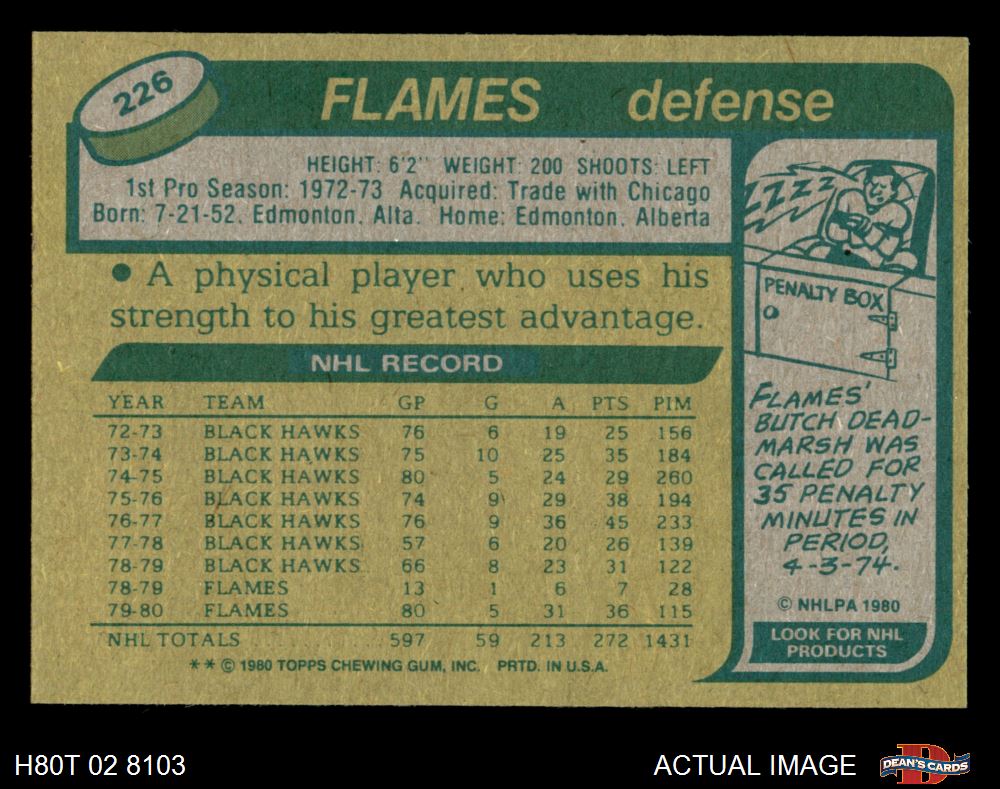 226
FLAMES defense
HEIGHT: 6'2" WEIGHT: 200 SHOOTS: LEFT
1st Pro Season: 1972-73 Acquired: Trade with Chicago
Born: 7-21-52, Edmonton, Alta. Home: Edmonton, Alberta
• A physical player who uses his
strength to his greatest advantage.
NHL RECORD
YEAR TEAM GP G A PTS PIM
72-73 BLACK HAWKS 76 6 19 25 156
73-74 BLACK HAWKS 75 10 25 35 184
74-75 BLACK HAWKS 80 5 24 29 260
75-76 BLACK HAWKS 74 9 29 38 194
76-77 BLACK HAWKS 76 9 36 45 233
77-78 BLACK HAWKS 57 6 20 26 139
78-79 BLACK HAWKS 66 8 23 31 122
78-79 FLAMES 13 1 6 7 28
79-80 FLAMES 80 5 31 36 115
NHL TOTALS 597 59 213 272 1431
** © 1980 TOPPS CHEWING GUM, INC. PRTD. IN U.S.A.
ZZZZ
PENALTY BOX
FLAMES'
BUTCH DEAD-
MARSH WAS
CALLED FOR
35 PENALTY
MINUTES IN
PERIOD,
4-3-74.
© NHLPA 1980
LOOK FOR NHL
PRODUCTS
H80T 02 8103
ACTUAL IMAGE
D
DEAN'S CARDS